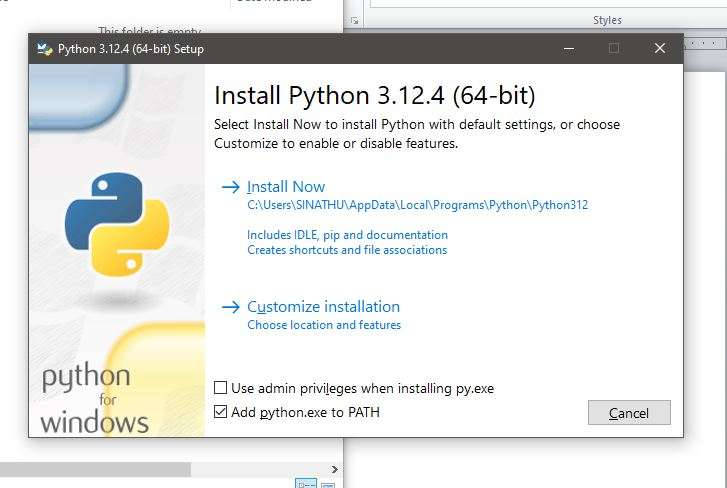 This folder is empty.
Styles
Python 3.12.4 (64-bit) Setup
Install Python 3.12.4 (64-bit)
Select Install Now to install Python with default settings, or choose
Customize to enable or disable features.
Install Now
C:\Users\SINATHU\AppData\Local\Programs\Python\Python312
Includes IDLE, pip and documentation
Creates shortcuts and file associations
Customize installation
Choose location and features
python
for
windows
Use admin privileges when installing py.exe
Add python.exe to PATH
Cancel